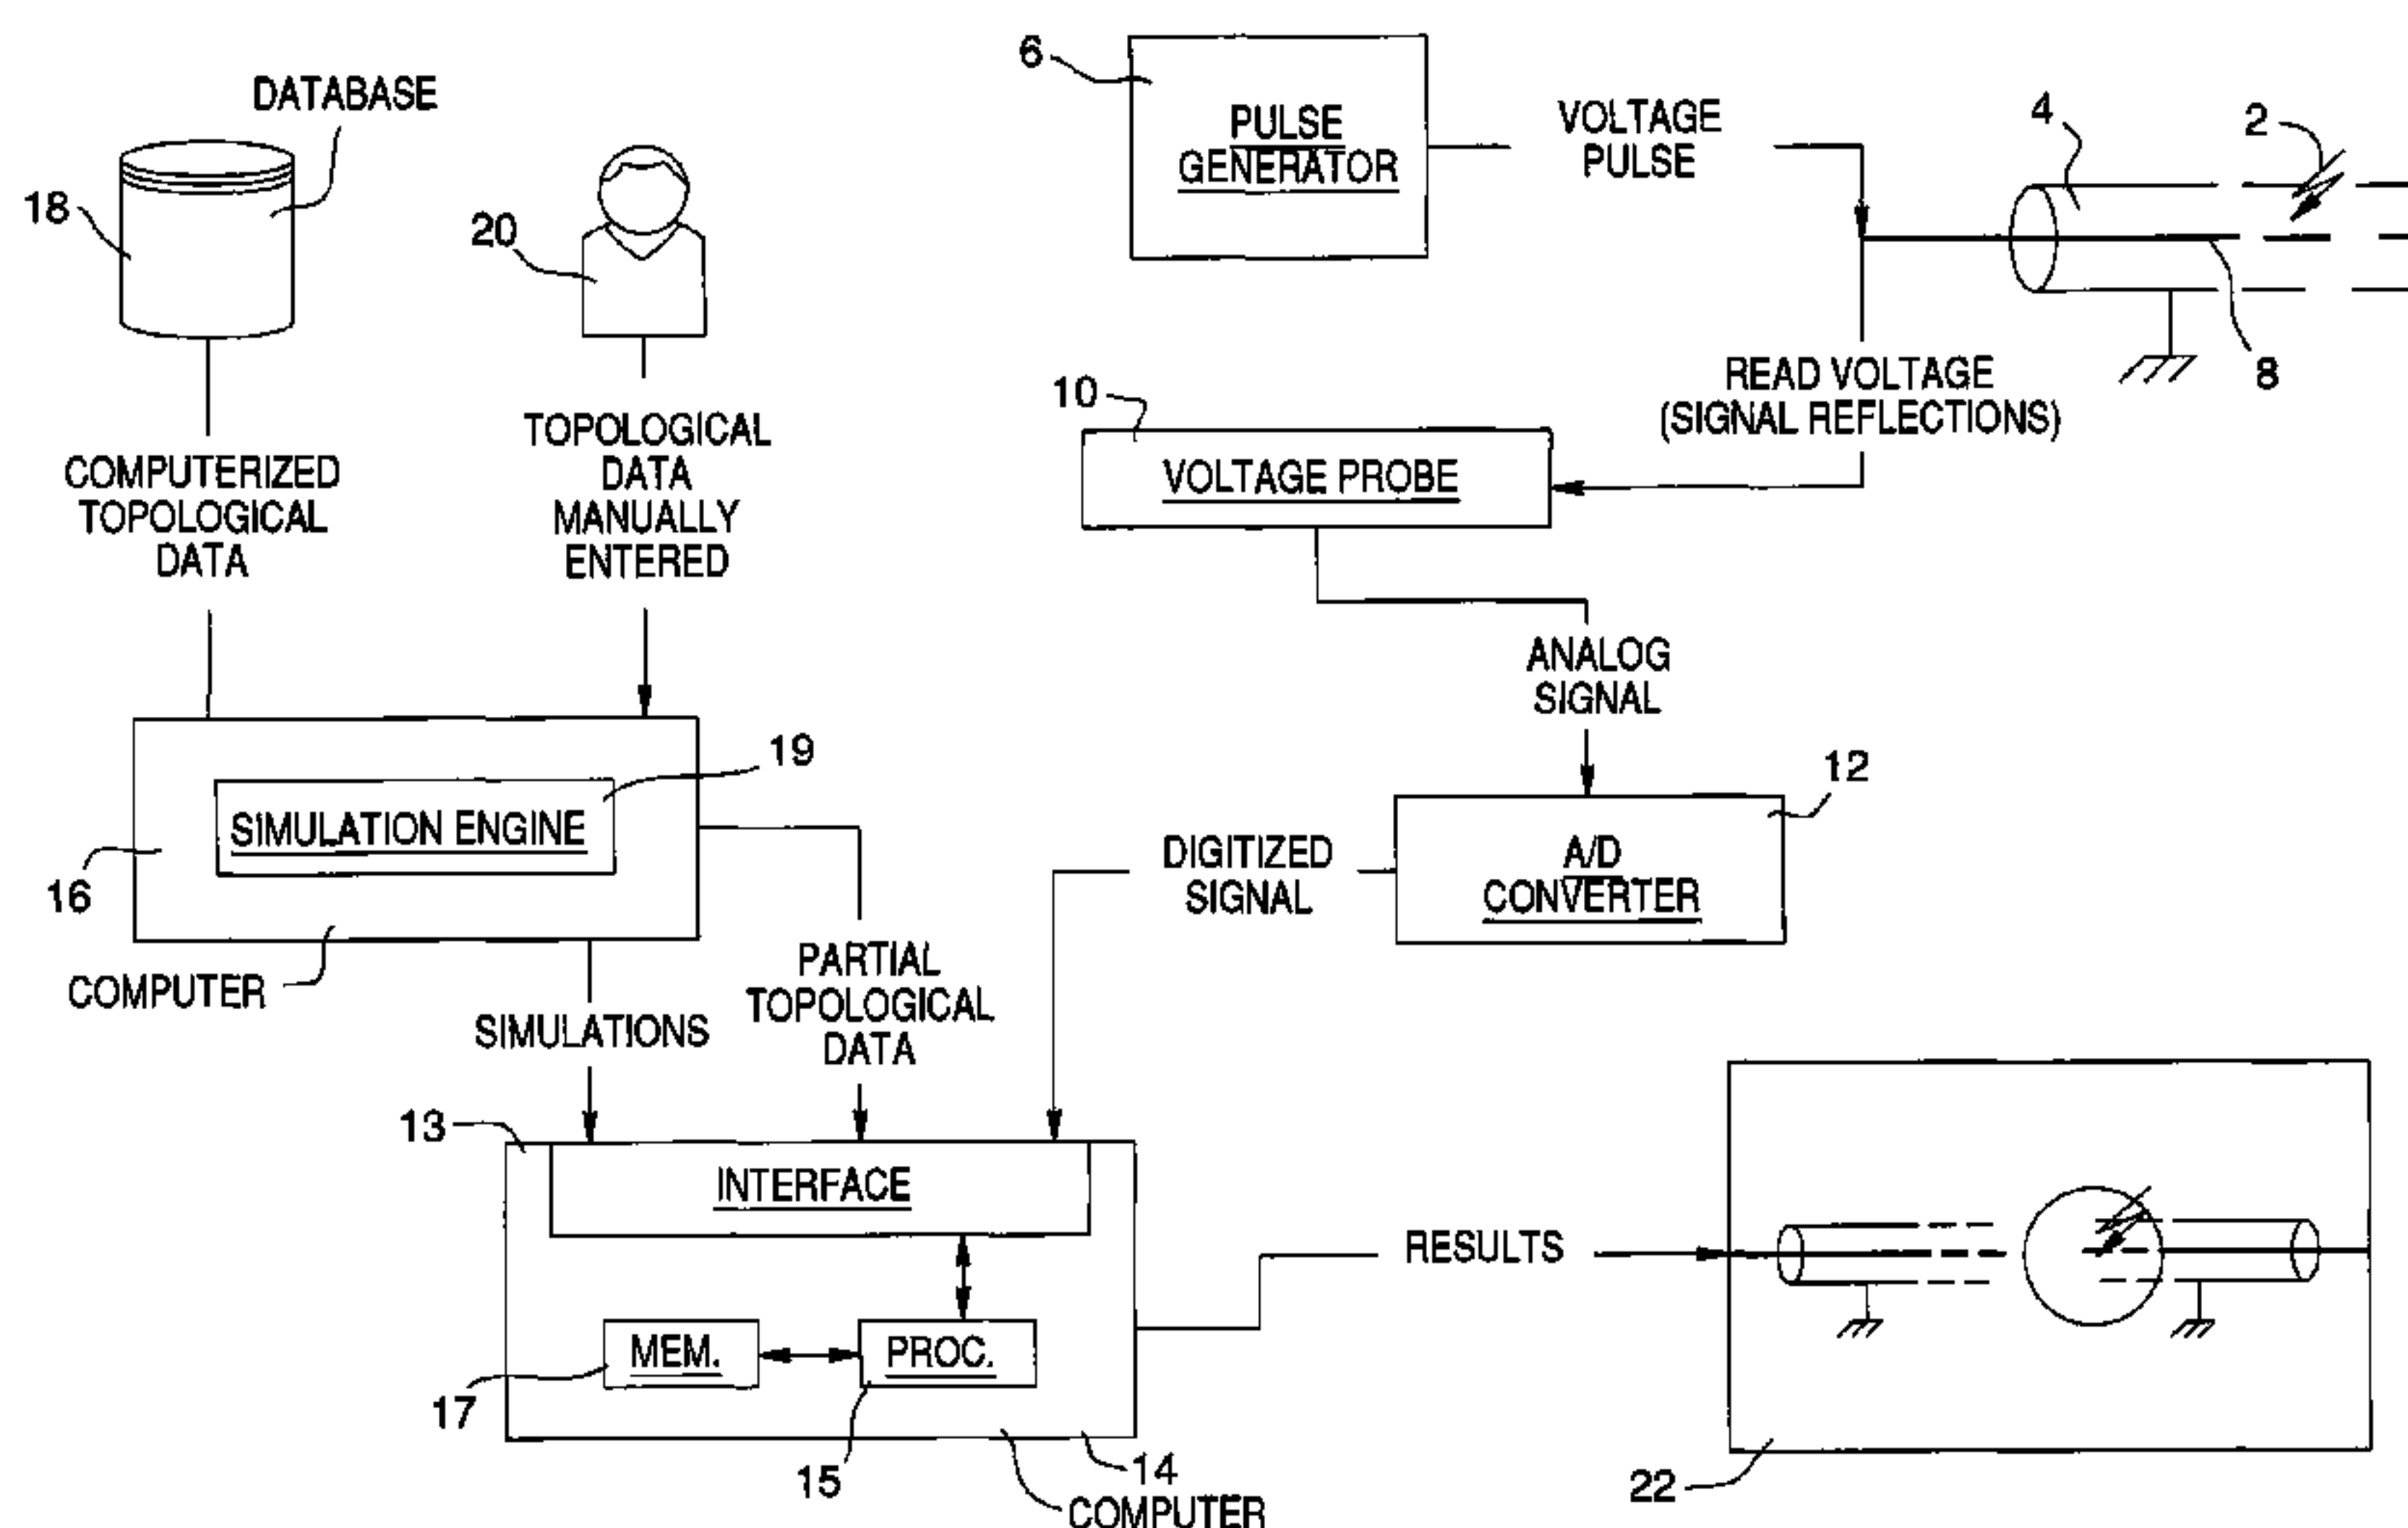 DATABASE
18
20
6
PULSE
GENERATOR
VOLTAGE
PULSE
4
2
8
READ VOLTAGE
(SIGNAL REFLECTIONS)
10
VOLTAGE PROBE
COMPUTERIZED
TOPOLOGICAL
DATA
TOPOLOGICAL
DATA
MANUALLY
ENTERED
ANALOG
SIGNAL
19
SIMULATION ENGINE
16
COMPUTER
12
A/D
CONVERTER
DIGITIZED
SIGNAL
PARTIAL
TOPOLOGICAL
DATA
SIMULATIONS
13
INTERFACE
MEM.
PROC.
17
15
14
COMPUTER
RESULTS
22